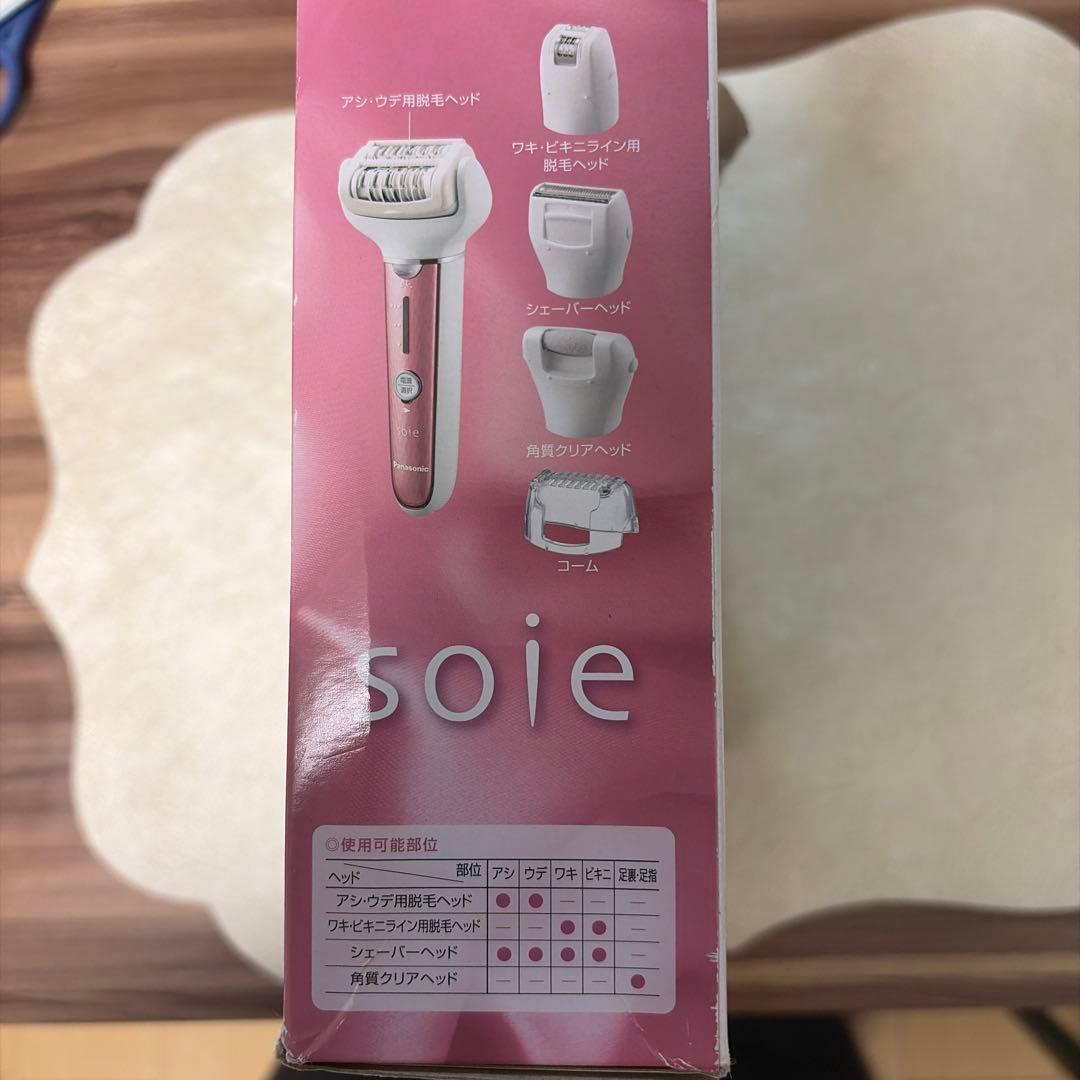 アシ・ウデ用脱毛ヘッド
ワキ・ビキニライン用
脱毛ヘッド
シェーバーヘッド
角質クリアヘッド
コーム
電源
選択
soie
Panasonic
soie
◎使用可能部位
ヘッド 部位 アシ ウデ ワキ ビキニ 足裏・足指
アシ・ウデ用脱毛ヘッド ● ● — — —
ワキ・ビキニライン用脱毛ヘッド — — ● ● —
シェーバーヘッド ● ● ● ● —
角質クリアヘッド — — — — ●